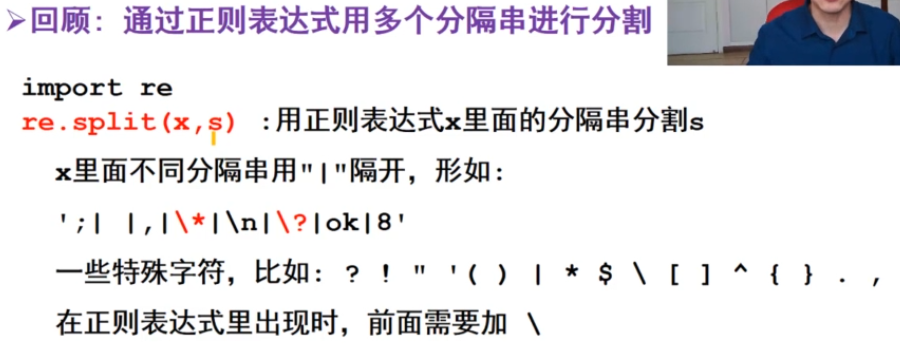 ➢回顾：通过正则表达式用多个分隔串进行分割
import re
re.split(x,s) :用正则表达式x里面的分隔串分割s
x里面不同分隔串用"|"隔开，形如：
';| |,|\*|\n|\?|ok|8'
一些特殊字符，比如：? ! " '( ) | * $ \ [ ] ^ { } . ,
在正则表达式里出现时，前面需要加 \